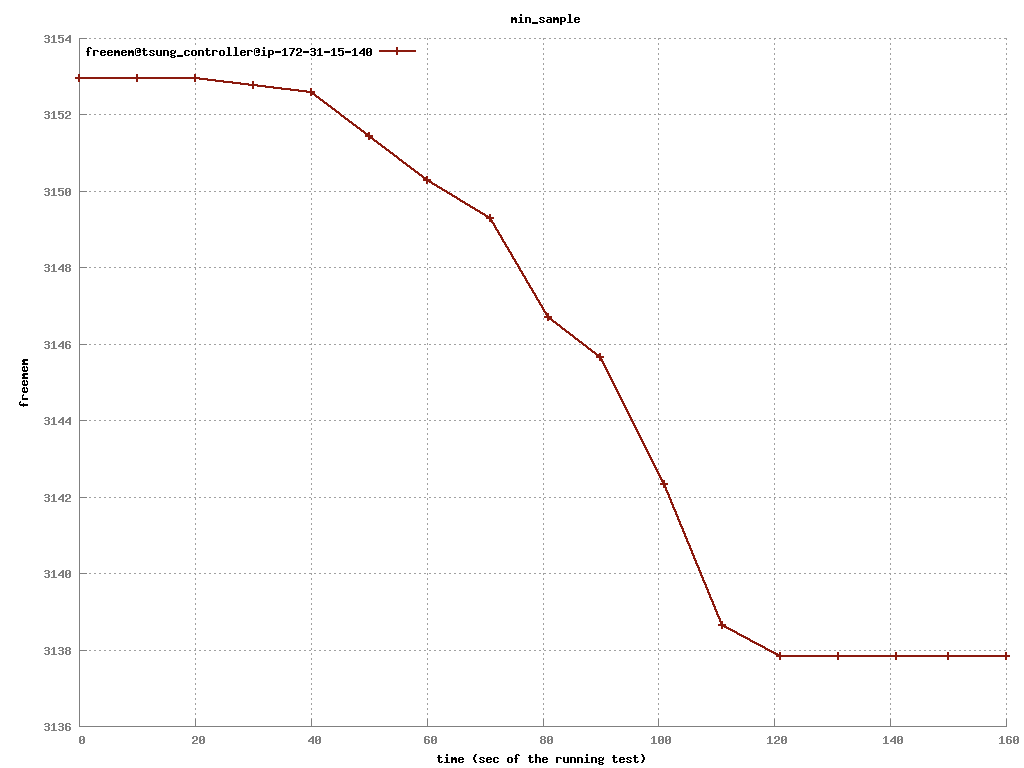 min_sample
freemem@tsung_controller@ip-172-31-15-140
3154
3152
3150
3148
3146
3144
3142
3140
3138
3136
freemem
0 20 40 60 80 100 120 140 160
time (sec of the running test)